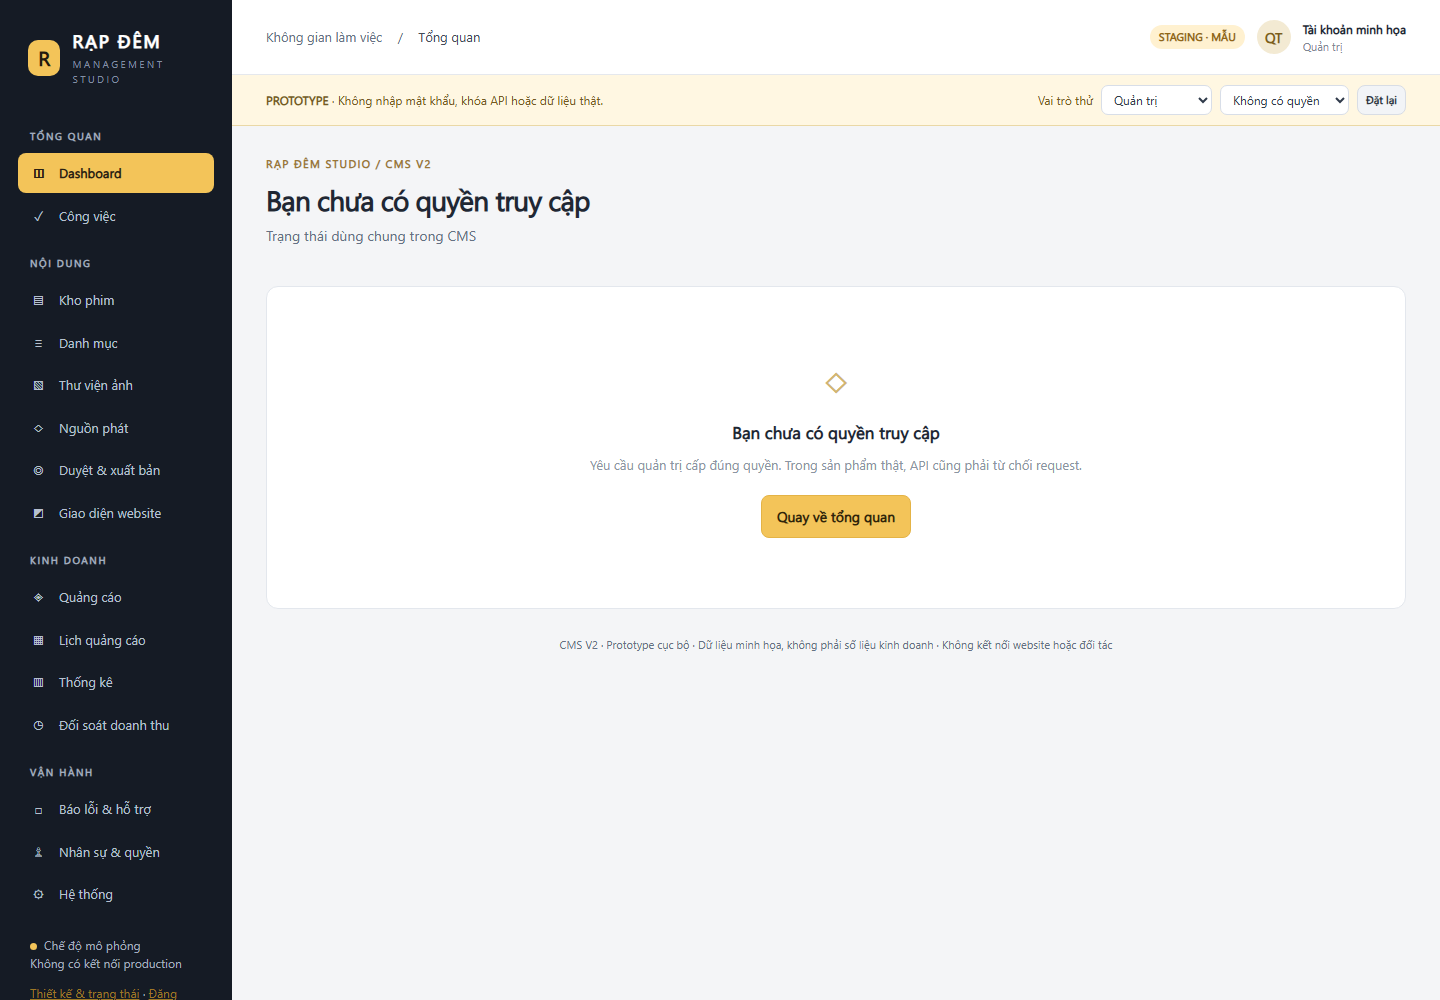 R
RẠP ĐÊM
MANAGEMENT
STUDIO
TỔNG QUAN
Dashboard
Công việc
NỘI DUNG
Kho phim
Danh mục
Thư viện ảnh
Nguồn phát
Duyệt & xuất bản
Giao diện website
KINH DOANH
Quảng cáo
Lịch quảng cáo
Thống kê
Đối soát doanh thu
VẬN HÀNH
Báo lỗi & hỗ trợ
Nhân sự & quyền
Hệ thống
Chế độ mô phỏng
Không có kết nối production
Thiết kế & trạng thái · Đăng
Không gian làm việc / Tổng quan
STAGING · MẪU
QT
Tài khoản minh họa
Quản trị
PROTOTYPE · Không nhập mật khẩu, khóa API hoặc dữ liệu thật.
Vai trò thử
Quản trị
Không có quyền
Đặt lại
RẠP ĐÊM STUDIO / CMS V2
Bạn chưa có quyền truy cập
Trạng thái dùng chung trong CMS
Bạn chưa có quyền truy cập
Yêu cầu quản trị cấp đúng quyền. Trong sản phẩm thật, API cũng phải từ chối request.
Quay về tổng quan
CMS V2 · Prototype cục bộ · Dữ liệu minh họa, không phải số liệu kinh doanh · Không kết nối website hoặc đối tác